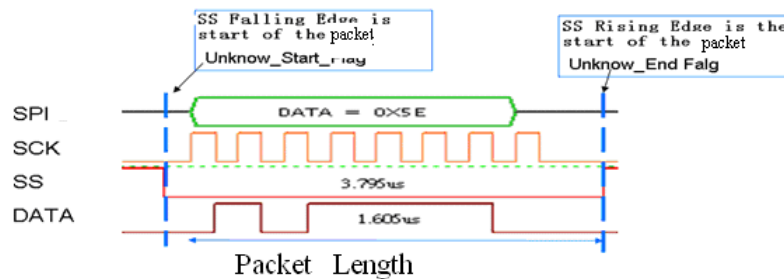 SS Falling Edge is
start of the packet
Unknow_Start_Flag
SS Rising Edge is the
start of the packet
Unknow_End Falg
SPI
DATA = 0X5E
SCK
SS
3.795us
DATA
1.605us
Packet Length